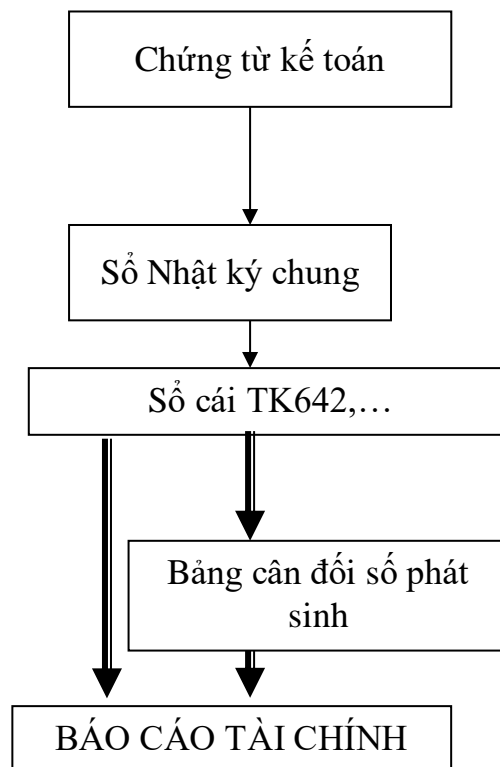 Chứng từ kế toán
Sổ Nhật ký chung
Sổ cái TK642,…
Bảng cân đối số phát
sinh
BÁO CÁO TÀI CHÍNH